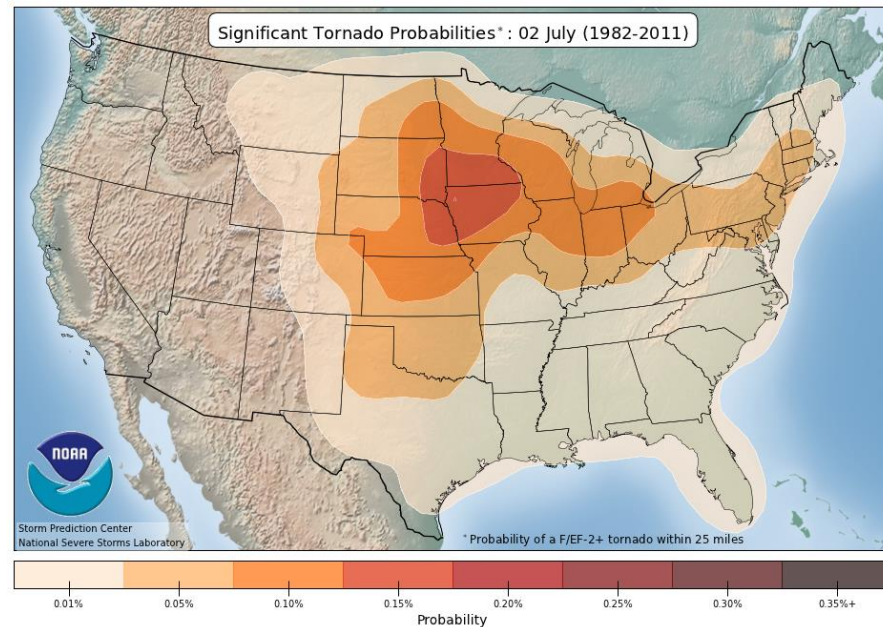 Significant Tornado Probabilities*: 02 July (1982-2011)
NOAA
Storm Prediction Center
National Severe Storms Laboratory
*Probability of a F/EF-2+ tornado within 25 miles
0.01% 0.05% 0.10% 0.15% 0.20% 0.25% 0.30% 0.35%+
Probability